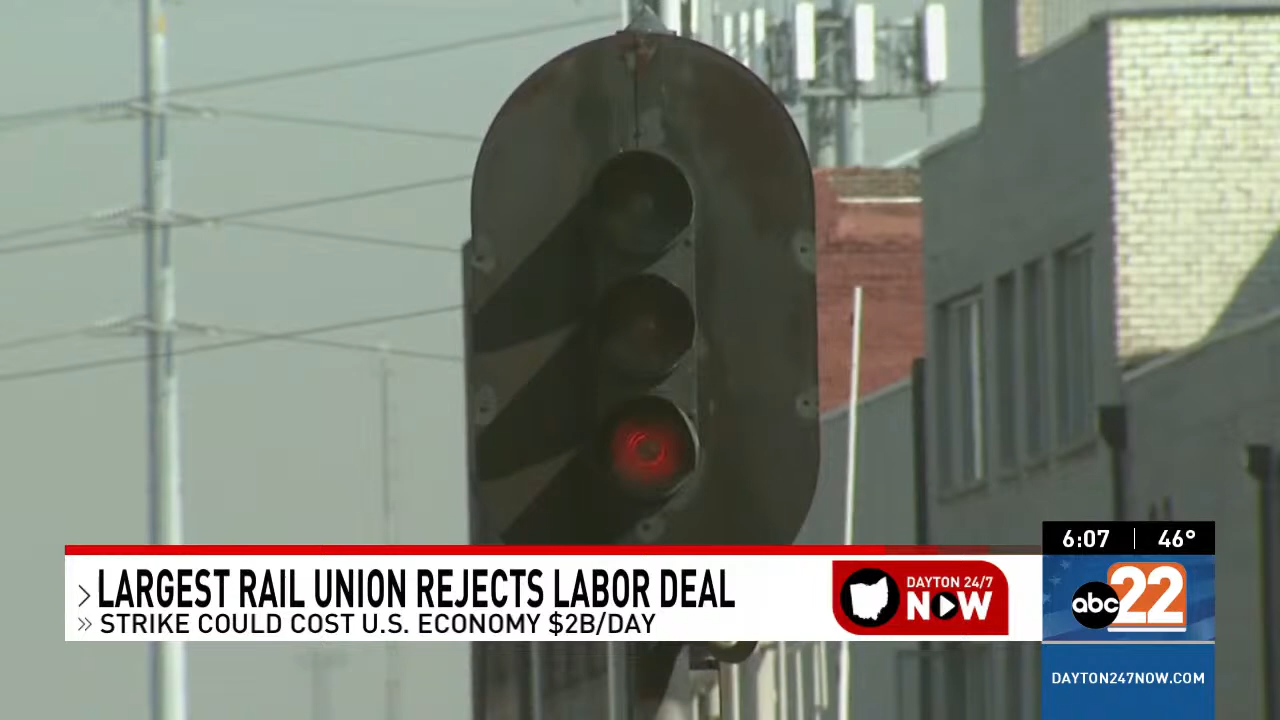 LARGEST RAIL UNION REJECTS LABOR DEAL
STRIKE COULD COST U.S. ECONOMY $2B/DAY
DAYTON 24/7
NOW
6:07 46°
abc 22
DAYTON247NOW.COM